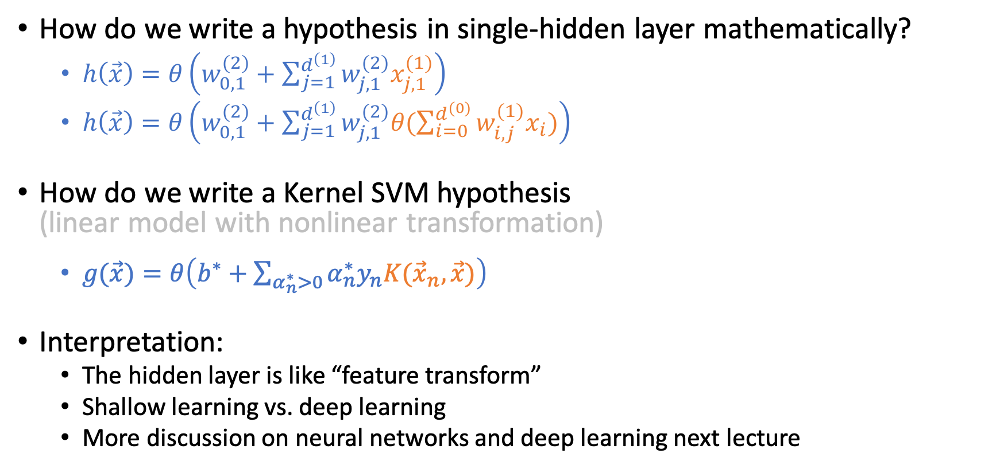 • How do we write a hypothesis in single-hidden layer mathematically?
• $h(\vec{x}) = \theta\left(w_{0,1}^{(2)} + \sum_{j=1}^{d^{(1)}} w_{j,1}^{(2)} x_{j,1}^{(1)}\right)$
• $h(\vec{x}) = \theta\left(w_{0,1}^{(2)} + \sum_{j=1}^{d^{(1)}} w_{j,1}^{(2)} \theta(\sum_{i=0}^{d^{(0)}} w_{i,j}^{(1)} x_i)\right)$
• How do we write a Kernel SVM hypothesis
(linear model with nonlinear transformation)
• $g(\vec{x}) = \theta\left(b^* + \sum_{\alpha_n^*>0} \alpha_n^* y_n K(\vec{x}_n, \vec{x})\right)$
• Interpretation:
• The hidden layer is like “feature transform”
• Shallow learning vs. deep learning
• More discussion on neural networks and deep learning next lecture